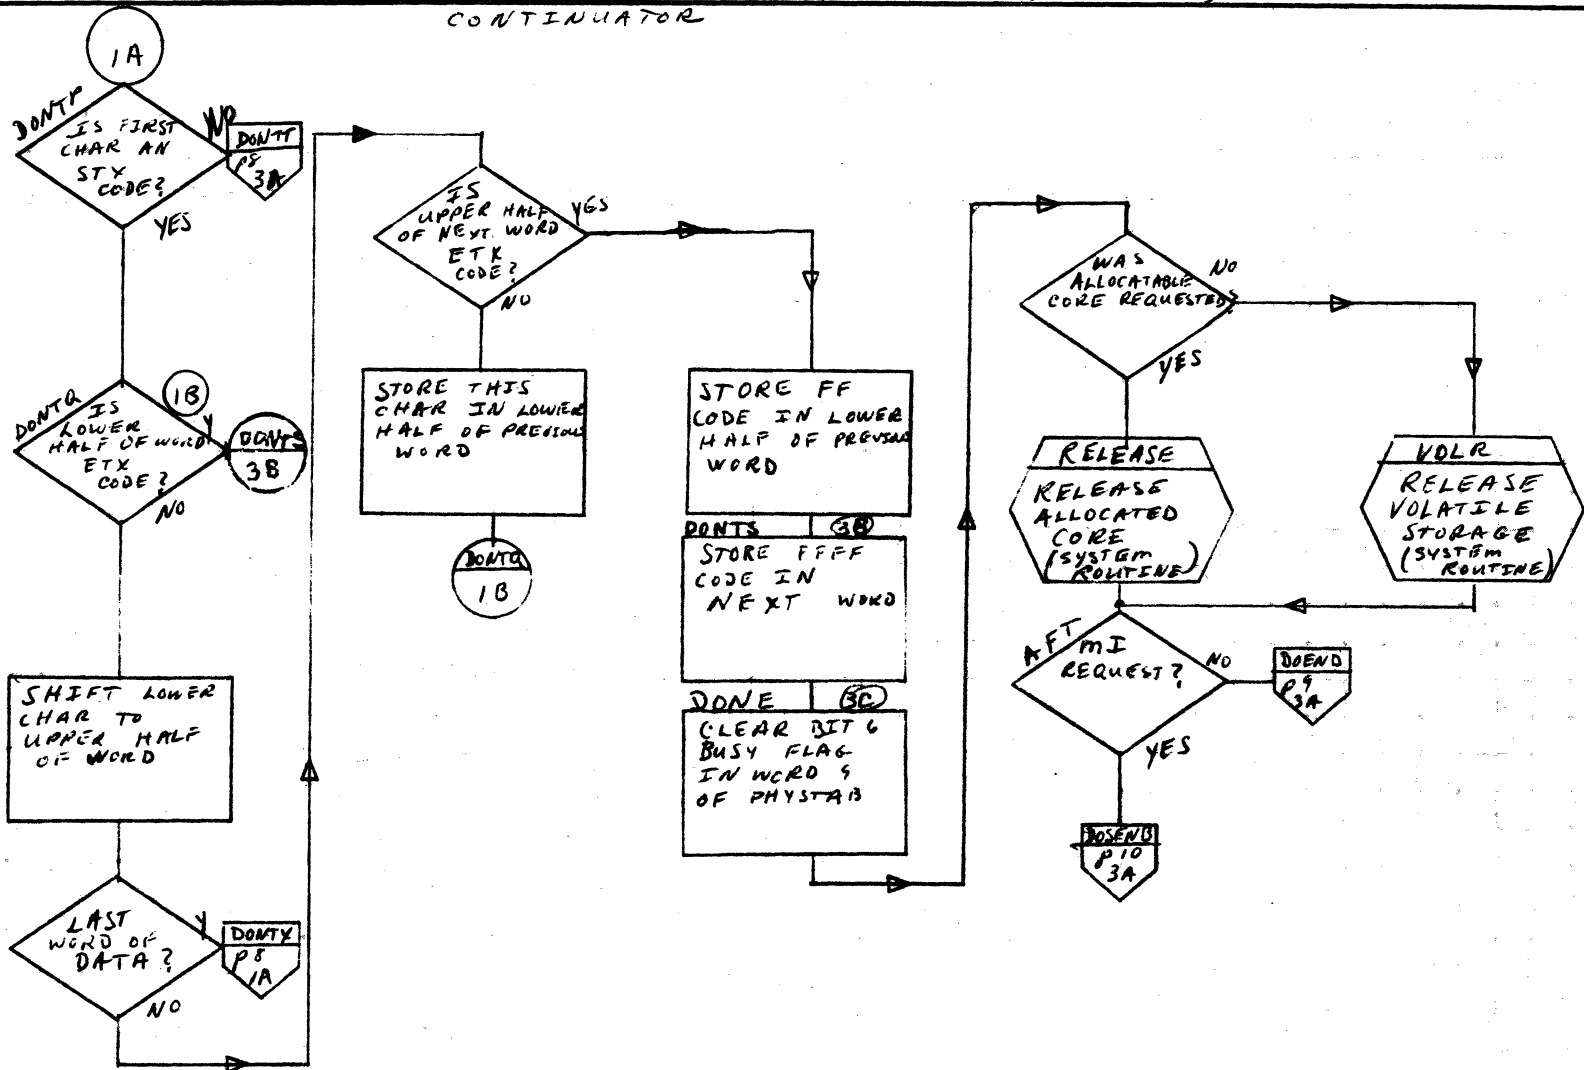 CONTINUATOR
1A
DONTP
IS FIRST
CHAR AN
STX
CODE?
NO
DONTT
P8
3A
YES
DONTQ
1B
IS
LOWER
HALF OF WORD
ETX
CODE?
Y
DONTS
3B
NO
SHIFT LOWER
CHAR TO
UPPER HALF
OF WORD
LAST
WORD OF
DATA?
Y
DONTX
P8
1A
NO
IS
UPPER HALF
OF NEXT WORD
ETX
CODE?
YES
NO
STORE THIS
CHAR IN LOWER
HALF OF PREVIOUS
WORD
DONTQ
1B
STORE FF
CODE IN LOWER
HALF OF PREVIOUS
WORD
DONTS 3B
STORE FFFF
CODE IN
NEXT WORD
DONE 3C
CLEAR BIT 6
BUSY FLAG
IN WORD 9
OF PHYSTAB
WAS
ALLOCATABLE
CORE REQUESTED?
NO
YES
RELEASE
RELEASE
ALLOCATED
CORE
(SYSTEM
ROUTINE)
VOLR
RELEASE
VOLATILE
STORAGE
(SYSTEM
ROUTINE)
AFT
MI
REQUEST?
NO
DOEND
P9
3A
YES
DOSENB
P10
3A